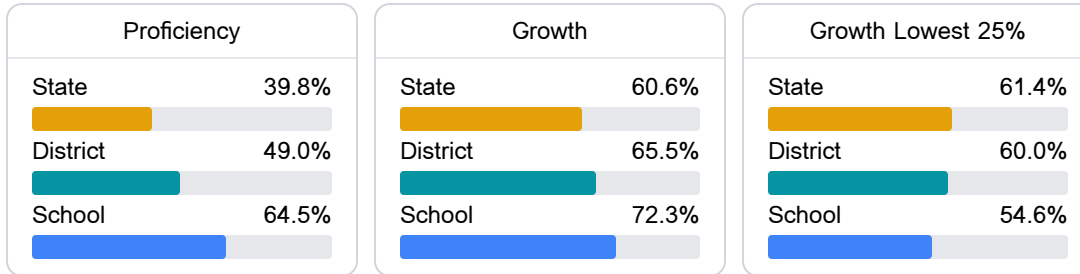 Proficiency
State 39.8%
District 49.0%
School 64.5%
Growth
State 60.6%
District 65.5%
School 72.3%
Growth Lowest 25%
State 61.4%
District 60.0%
School 54.6%